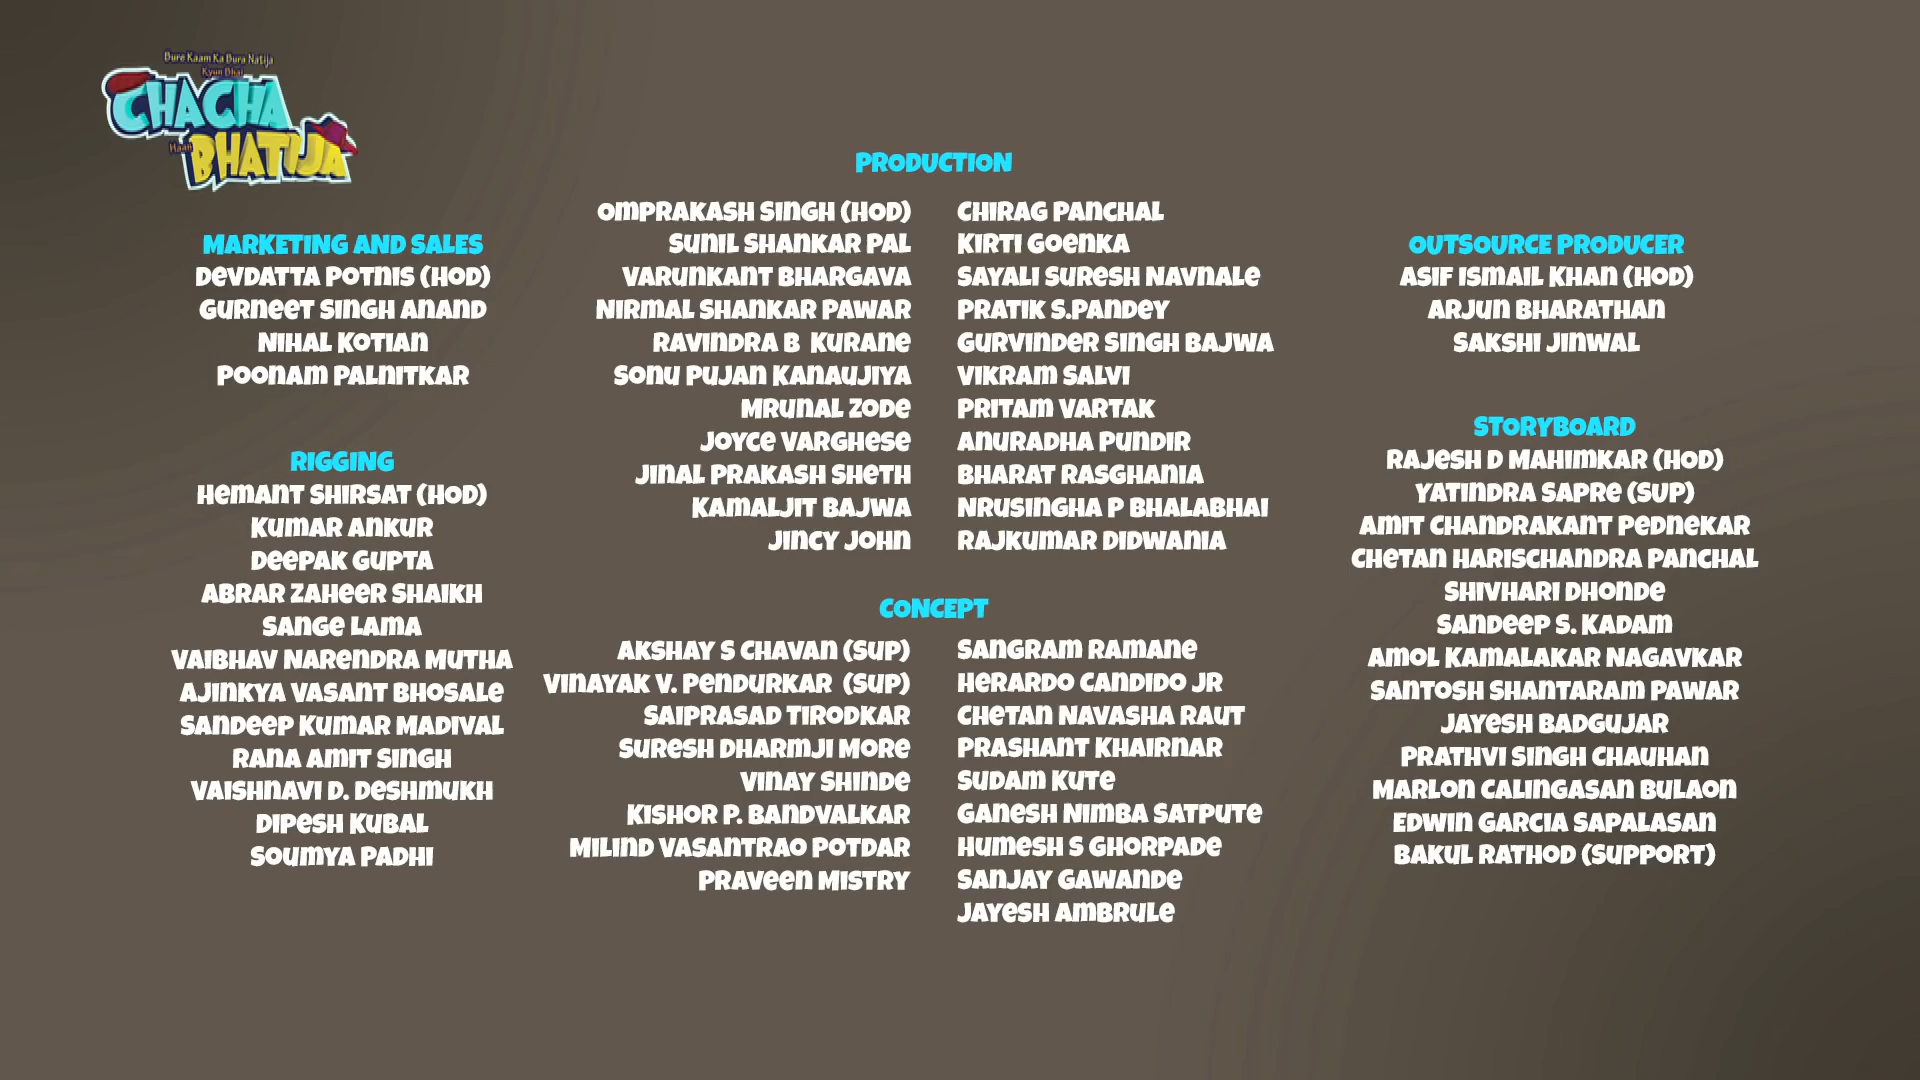 Bure Kaam Ka Bura Natija
Kyun Bhai
CHACHA
Haan
BHATIJA
MARKETING AND SALES
DEVDATTA POTNIS (HOD)
GURNEET SINGH ANAND
NIHAL KOTIAN
POONAM PALNITKAR
RIGGING
HEMANT SHIRSAT (HOD)
KUMAR ANKUR
DEEPAK GUPTA
ABRAR ZAHEER SHAIKH
SANGE LAMA
VAIBHAV NARENDRA MUTHA
AJINKYA VASANT BHOSALE
SANDEEP KUMAR MADIVAL
RANA AMIT SINGH
VAISHNAVI D. DESHMUKH
DIPESH KUBAL
SOUMYA PADHI
PRODUCTION
OMPRAKASH SINGH (HOD)
SUNIL SHANKAR PAL
VARUNKANT BHARGAVA
NIRMAL SHANKAR PAWAR
RAVINDRA B KURANE
SONU PUJAN KANAUJIYA
MRUNAL ZODE
JOYCE VARGHESE
JINAL PRAKASH SHETH
KAMALJIT BAJWA
JINCY JOHN
CHIRAG PANCHAL
KIRTI GOENKA
SAYALI SURESH NAVNALE
PRATIK S.PANDEY
GURVINDER SINGH BAJWA
VIKRAM SALVI
PRITAM VARTAK
ANURADHA PUNDIR
BHARAT RASGHANIA
NRUSINGHA P BHALABHAI
RAJKUMAR DIDWANIA
CONCEPT
AKSHAY S CHAVAN (SUP)
VINAYAK V. PENDURKAR (SUP)
SAIPRASAD TIRODKAR
SURESH DHARMJI MORE
VINAY SHINDE
KISHOR P. BANDVALKAR
MILIND VASANTRAO POTDAR
PRAVEEN MISTRY
SANGRAM RAMANE
HERARDO CANDIDO JR
CHETAN NAVASHA RAUT
PRASHANT KHAIRNAR
SUDAM KUTE
GANESH NIMBA SATPUTE
HUMESH S GHORPADE
SANJAY GAWANDE
JAYESH AMBRULE
OUTSOURCE PRODUCER
ASIF ISMAIL KHAN (HOD)
ARJUN BHARATHAN
SAKSHI JINWAL
STORYBOARD
RAJESH D MAHIMKAR (HOD)
YATINDRA SAPRE (SUP)
AMIT CHANDRAKANT PEDNEKAR
CHETAN HARISCHANDRA PANCHAL
SHIVHARI DHONDE
SANDEEP S. KADAM
AMOL KAMALAKAR NAGAVKAR
SANTOSH SHANTARAM PAWAR
JAYESH BADGUJAR
PRATHVI SINGH CHAUHAN
MARLON CALINGASAN BULAON
EDWIN GARCIA SAPALASAN
BAKUL RATHOD (SUPPORT)